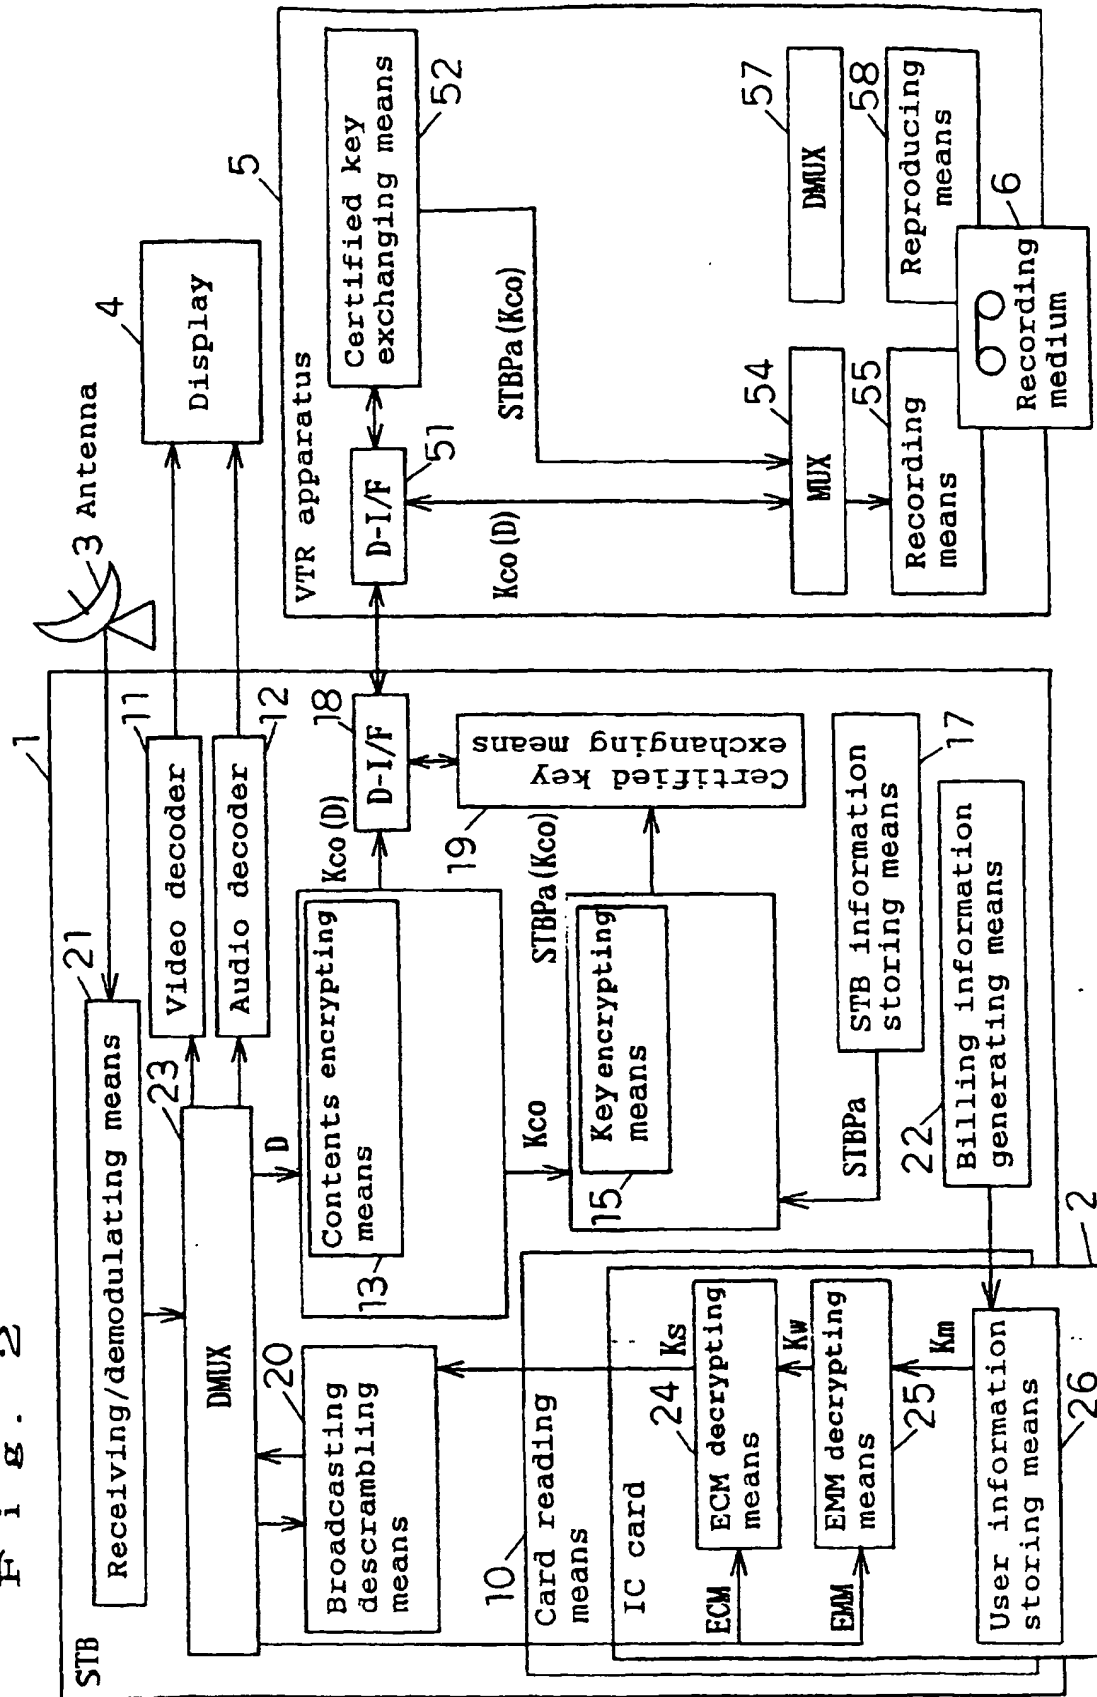 Fig. 2
STB
1
3 Antenna
4
Display
5
VTR apparatus
21
Receiving/demodulating means
11
Video decoder
12
Audio decoder
23
DMUX
D
20
Broadcasting
descrambling
means
Contents encrypting
means
13
Kco(D)
18
D-I/F
Kco
19
Certified key
exchanging means
STBPa(Kco)
Key encrypting
means
15
STBPa
STB information
storing means
17
22
Billing information
generating means
10
Card reading
means
IC card
2
Ks
24
ECM decrypting
means
ECM
Kw
25
EMM decrypting
means
EMM
Km
User information
storing means
26
D-I/F
51
Certified key
exchanging means
52
STBPa(Kco)
Kco(D)
54
MUX
55
Recording
means
57
DMUX
58
Reproducing
means
6
Recording
medium